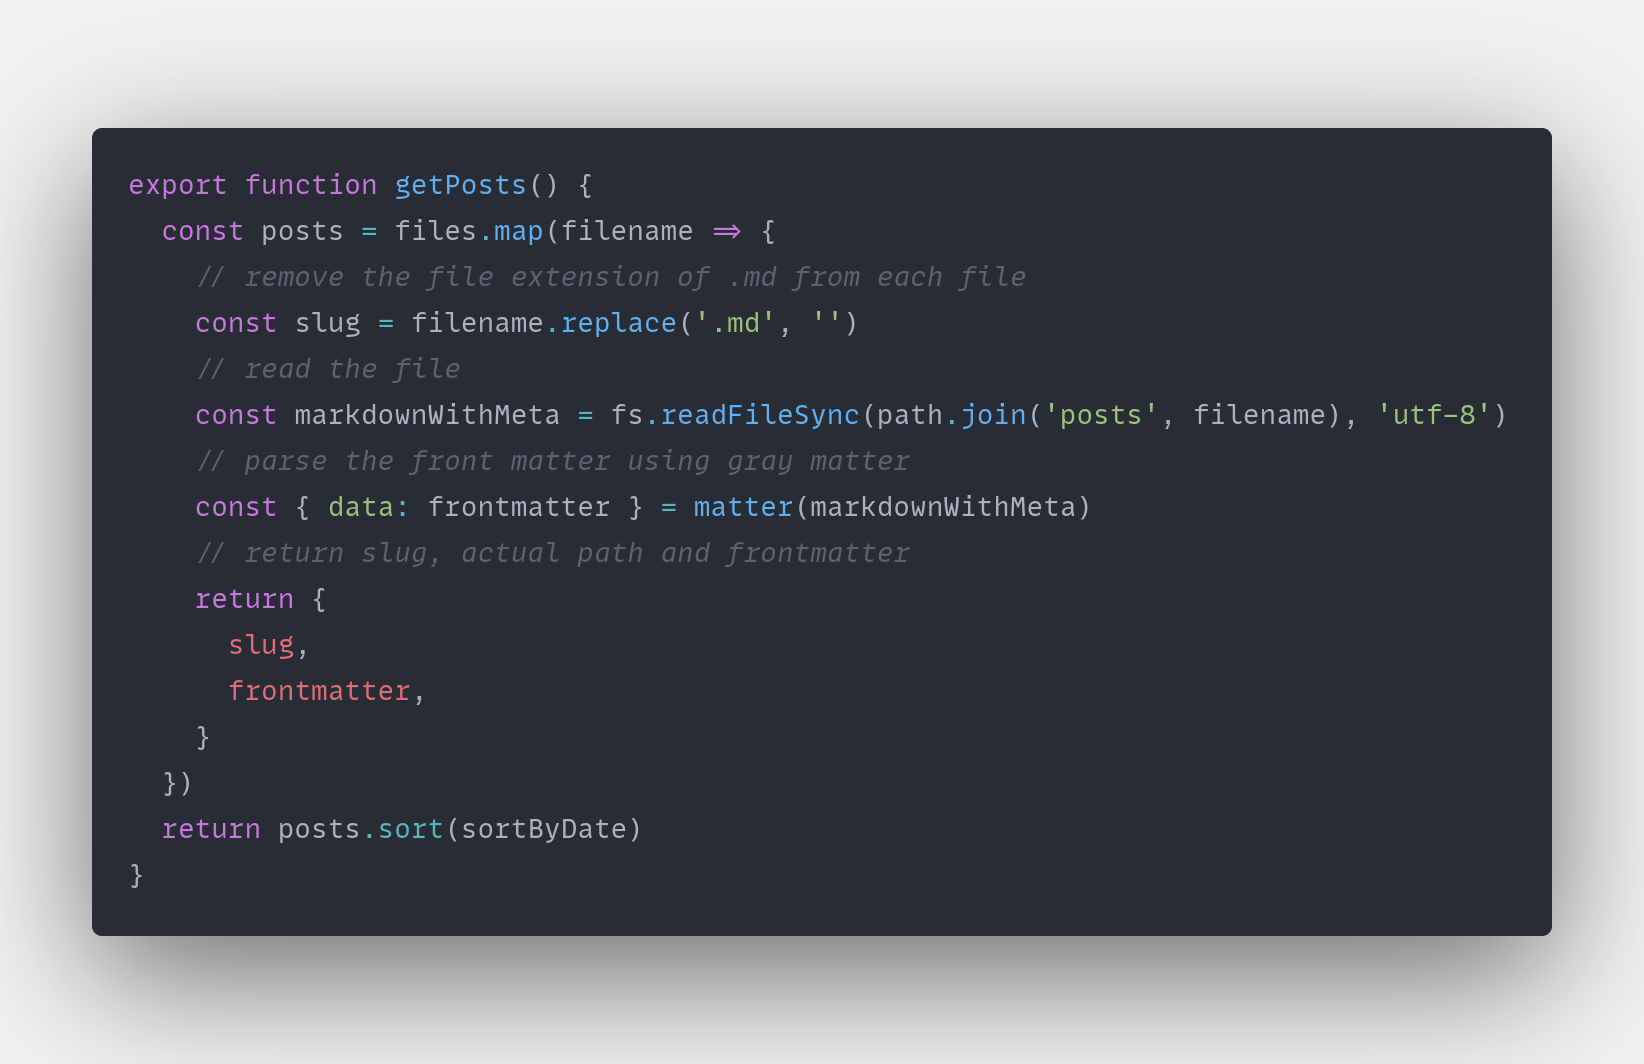 export function getPosts() {
  const posts = files.map(filename => {
    // remove the file extension of .md from each file
    const slug = filename.replace('.md', '')
    // read the file
    const markdownWithMeta = fs.readFileSync(path.join('posts', filename), 'utf-8')
    // parse the front matter using gray matter
    const { data: frontmatter } = matter(markdownWithMeta)
    // return slug, actual path and frontmatter
    return {
      slug,
      frontmatter,
    }
  })
  return posts.sort(sortByDate)
}